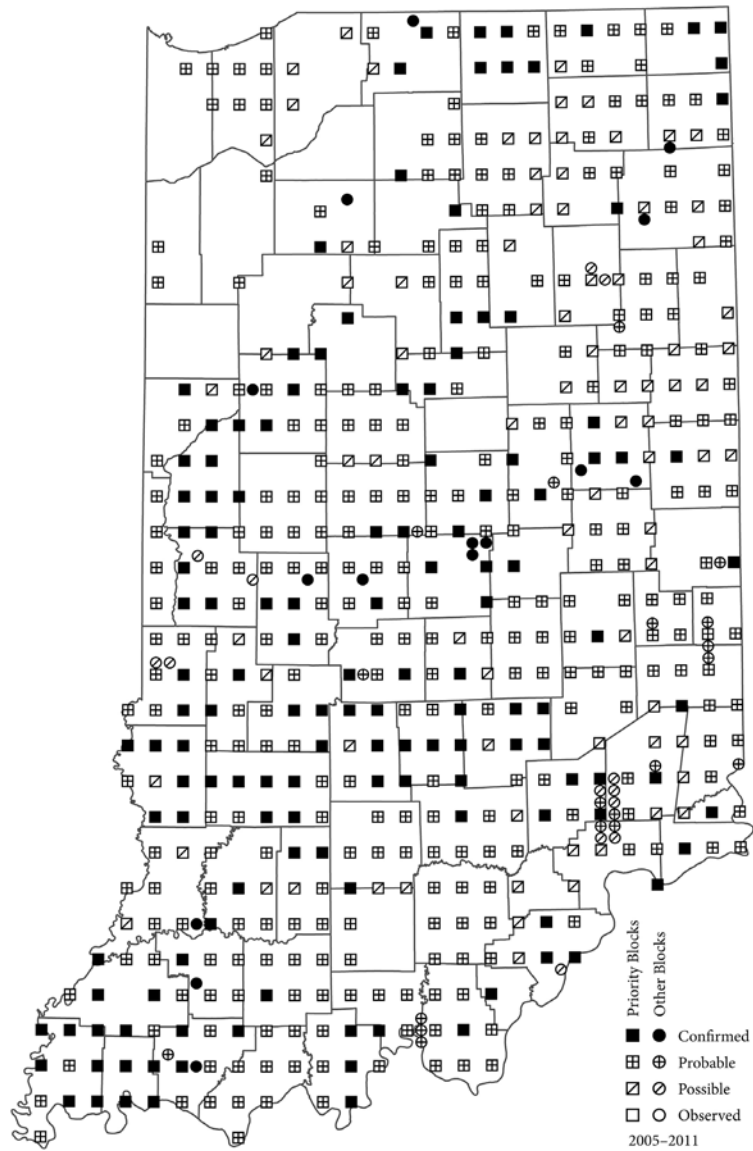 Priority Blocks
Other Blocks
Confirmed
Probable
Possible
Observed
2005–2011